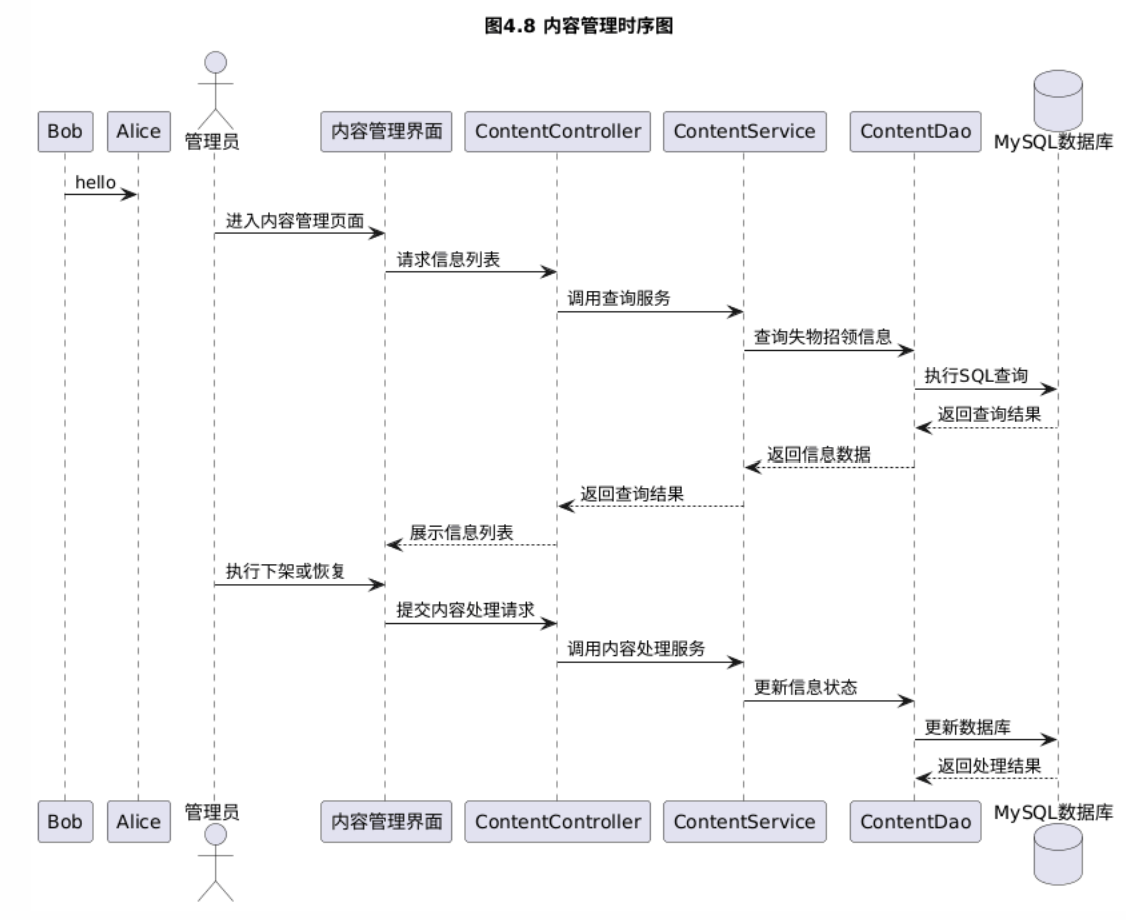 图4.8 内容管理时序图
Bob
Alice
管理员
内容管理界面
ContentController
ContentService
ContentDao
MySQL数据库
hello
进入内容管理页面
请求信息列表
调用查询服务
查询失物招领信息
执行SQL查询
返回查询结果
返回信息数据
返回查询结果
展示信息列表
执行下架或恢复
提交内容处理请求
调用内容处理服务
更新信息状态
更新数据库
返回处理结果
Bob
Alice
管理员
内容管理界面
ContentController
ContentService
ContentDao
MySQL数据库